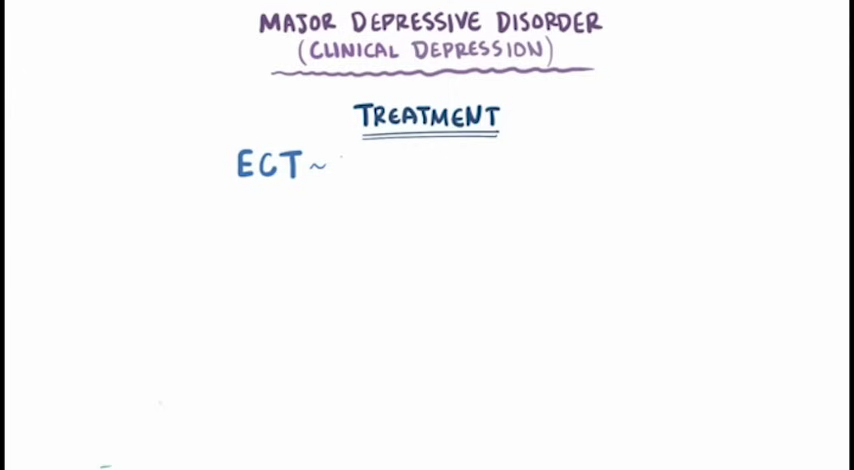 MAJOR DEPRESSIVE DISORDER
(CLINICAL DEPRESSION)
TREATMENT
ECT ~